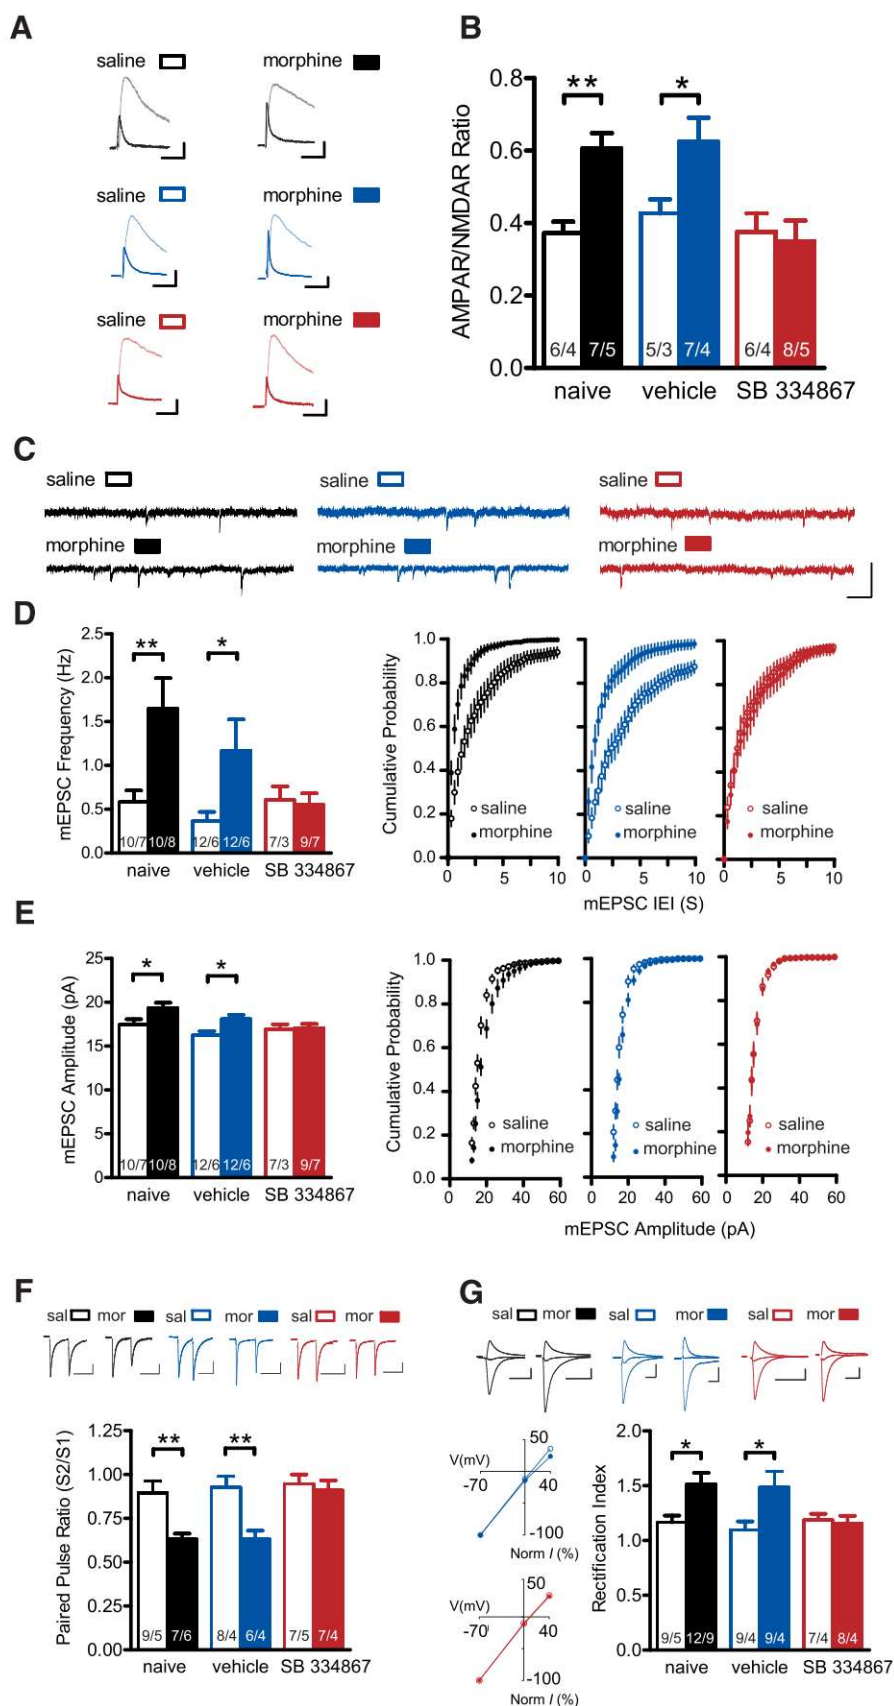 A
saline morphine
saline morphine
saline morphine
B
AMPAR/NMDAR Ratio
0.8
0.6
0.4
0.2
0.0
**
*
6/4 7/5 5/3 7/4 6/4 8/5
naive vehicle SB 334867
C
saline saline saline
morphine morphine morphine
D
mEPSC Frequency (Hz)
2.5
2.0
1.5
1.0
0.5
0.0
**
*
10/7 10/8 12/6 12/6 7/3 9/7
naive vehicle SB 334867
Cumulative Probability
1.0
0.8
0.6
0.4
0.2
0.0
saline saline saline
morphine morphine morphine
0 5 0 5 0 5 10
mEPSC IEI (S)
E
mEPSC Amplitude (pA)
25
20
15
10
5
0
*
*
10/7 10/8 12/6 12/6 7/3 9/7
naive vehicle SB 334867
Cumulative Probability
1.0
0.8
0.6
0.4
0.2
0.0
saline saline saline
morphine morphine morphine
0 20 40 60 0 20 40 60 0 20 40 60
mEPSC Amplitude (pA)
F
sal mor sal mor sal mor
Paired Pulse Ratio (S2/S1)
1.25
1.00
0.75
0.50
0.25
0.00
**
**
9/5 7/6 8/4 6/4 7/5 7/4
naive vehicle SB 334867
G
sal mor sal mor sal mor
50
V(mV)
-70 40
-100
Norm I (%)
50
V(mV)
-70 40
-100
Norm I (%)
Rectification Index
2.0
1.5
1.0
0.5
0.0
*
*
9/5 12/9 9/4 9/4 7/4 8/4
naive vehicle SB 334867